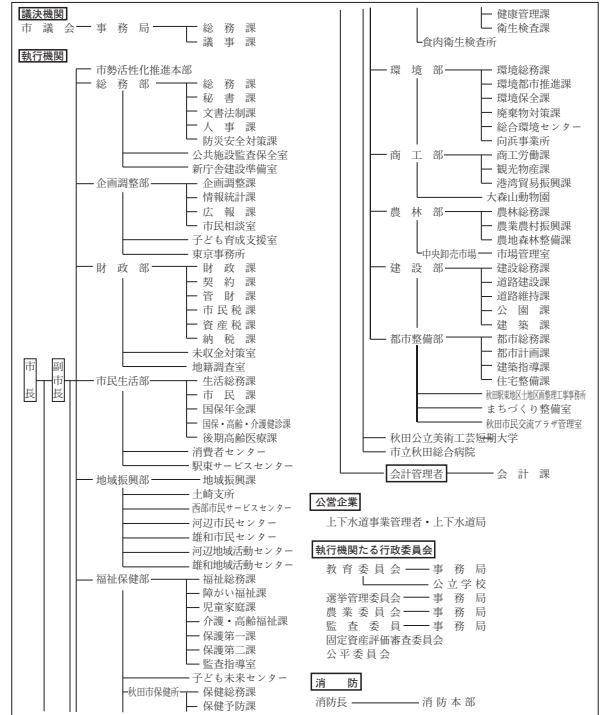 議決機関
市議会 事務局 総務課
議事課
執行機関
市長
副市長
市勢活性化推進本部
総務部 総務課
秘書課
文書法制課
人事課
防災安全対策課
公共施設監査保全室
新庁舎建設準備室
企画調整部 企画調整課
情報統計課
広報課
市民相談室
子ども育成支援室
東京事務所
財政部 財政課
契約課
管財課
市民税課
資産税課
納税課
未収金対策室
地籍調査室
市民生活部 生活総務課
市民課
国保年金課
国保・高齢・介護健診課
後期高齢医療課
消費者センター
駅東サービスセンター
地域振興部 地域振興課
土崎支所
西部市民サービスセンター
河辺市民センター
雄和市民センター
河辺地域活動センター
雄和地域活動センター
福祉保健部 福祉総務課
障がい福祉課
児童家庭課
介護・高齢福祉課
保護第一課
保護第二課
監査指導室
子ども未来センター
秋田市保健所 保健総務課
保健予防課
健康管理課
衛生検査課
食肉衛生検査所
環境部 環境総務課
環境都市推進課
環境保全課
廃棄物対策課
総合環境センター
向浜事業所
商工部 商工労働課
観光物産課
港湾貿易振興課
大森山動物園
農林部 農林総務課
農業農村振興課
農地森林整備課
中央卸売市場 市場管理室
建設部 建設総務課
道路建設課
道路維持課
公園課
建築課
都市整備部 都市総務課
都市計画課
建築指導課
住宅整備課
秋田駅東地区土地区画整理工事事務所
まちづくり整備室
秋田市民交流プラザ管理室
秋田公立美術工芸短期大学
市立秋田総合病院
会計管理者 会計課
公営企業
上下水道事業管理者・上下水道局
執行機関たる行政委員会
教育委員会 事務局
公立学校
選挙管理委員会 事務局
農業委員会 事務局
監査委員 事務局
固定資産評価審査委員会
公平委員会
消防
消防長 消防本部